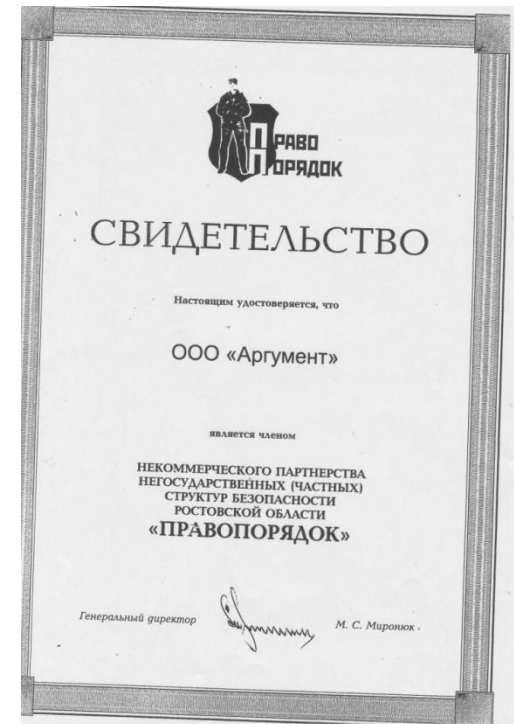 ПРАВО
ПОРЯДОК
СВИДЕТЕЛЬСТВО
Настоящим удостоверяется, что
ООО «Аргумент»
является членом
НЕКОММЕРЧЕСКОГО ПАРТНЕРСТВА
НЕГОСУДАРСТВЕННЫХ (ЧАСТНЫХ)
СТРУКТУР БЕЗОПАСНОСТИ
РОСТОВСКОЙ ОБЛАСТИ
«ПРАВОПОРЯДОК»
Генеральный директор
М. С. Миронюк